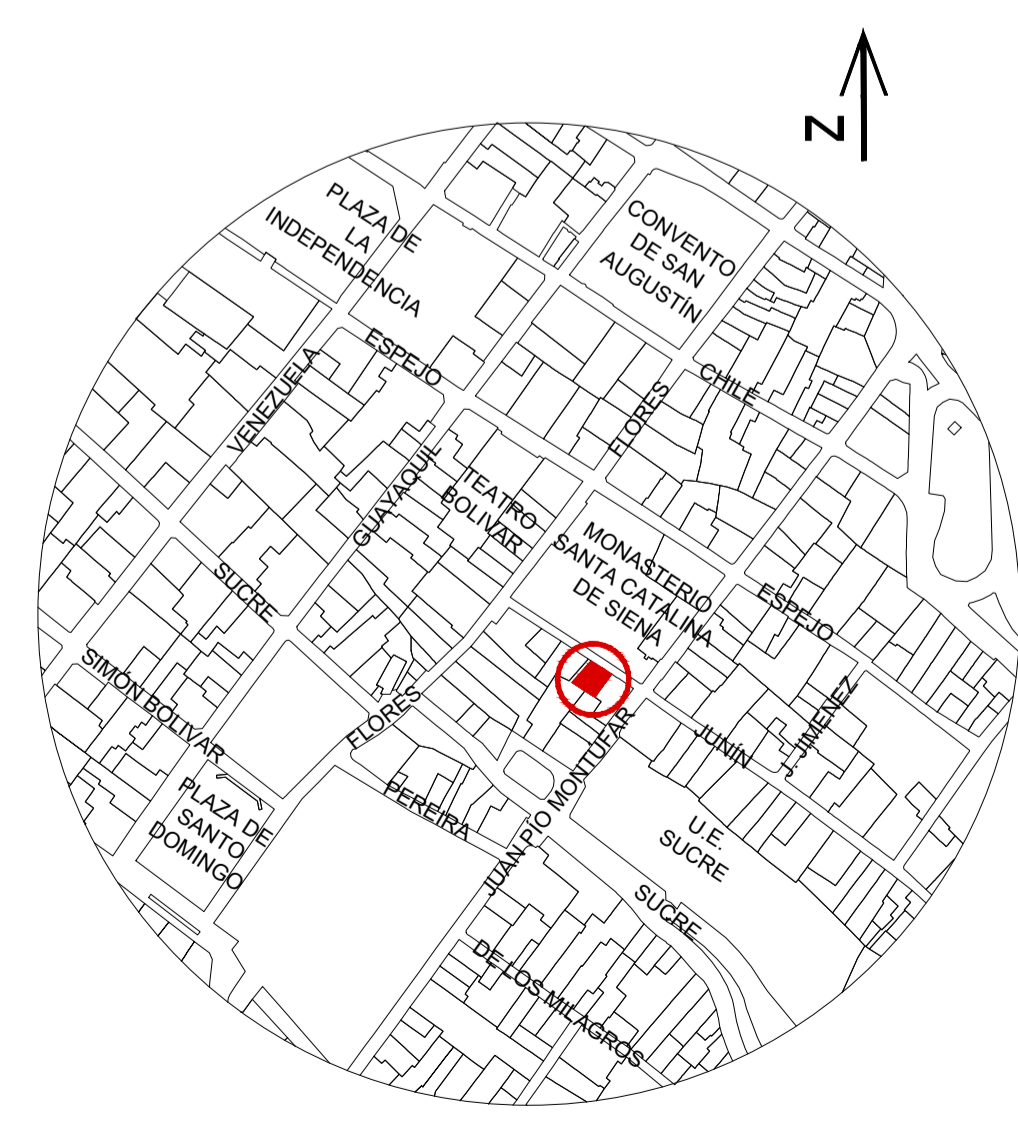 N
PLAZA DE
LA
INDEPENDENCIA
CONVENTO
DE SAN
AUGUSTÍN
ESPEJO
VENEZUELA
CHILE
FLORES
GUAYAQUIL
TEATRO
BOLIVAR
MONASTERIO
SANTA CATALINA
DE SIENA
SUCRE
ESPEJO
SIMÓN BOLIVAR
FLORES
JUNÍN
J. JIMENEZ
JUAN PÍO MONTUFAR
PLAZA DE
SANTO
DOMINGO
PEREIRA
U.E.
SUCRE
SUCRE
DE LOS MILAGROS